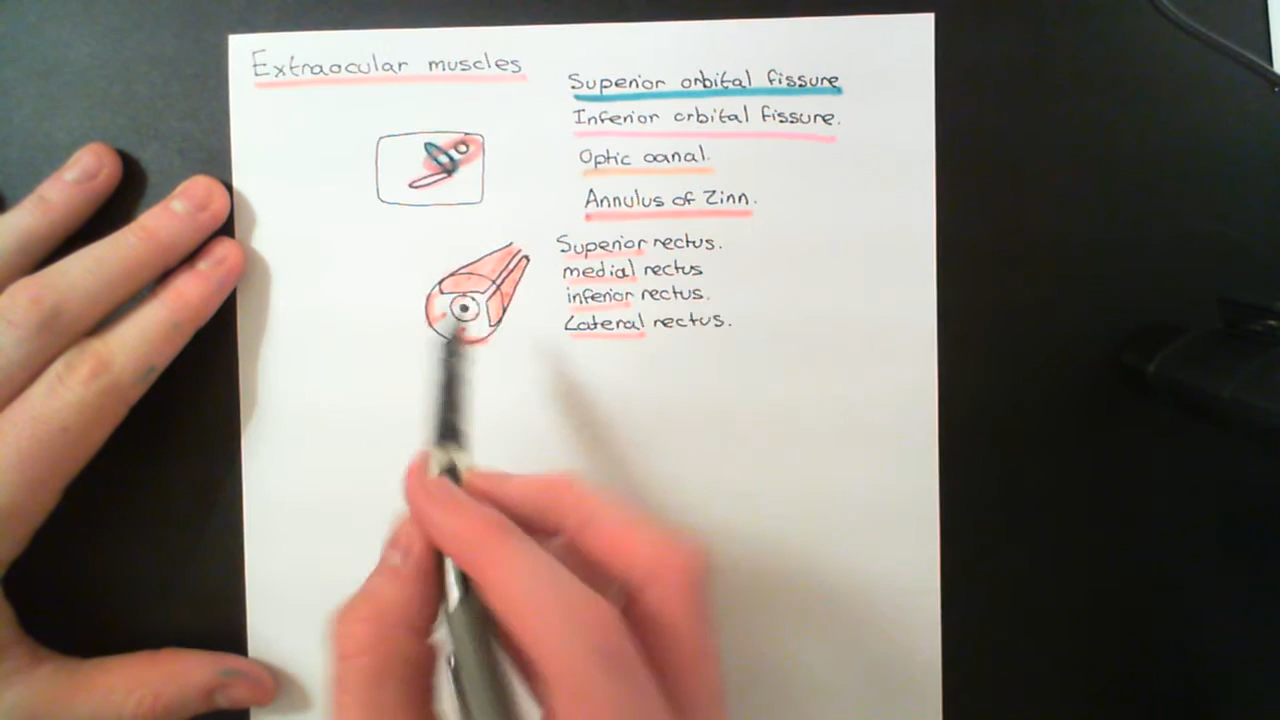 Extraocular muscles
Superior orbital fissure
Inferior orbital fissure.
Optic canal.
Annulus of Zinn.
Superior rectus.
medial rectus
inferior rectus.
Lateral rectus.